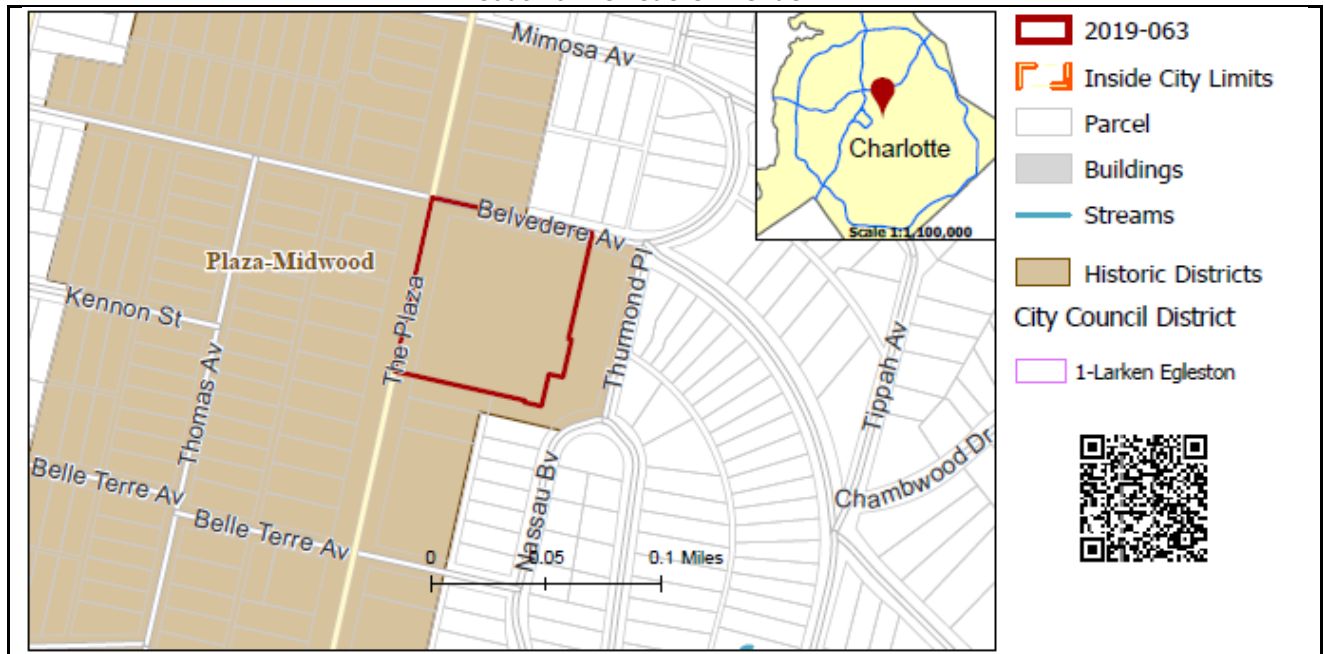 Mimosa Av
Charlotte
Scale 1:1,100,000
Belvedere Av
Plaza-Midwood
Kennon St
The Plaza
Thurmond Pl
Thomas Av
Tippah Av
Belle Terre Av
Belle Terre Av
Nassau Bv
Chambwood Dr
0 0.05 0.1 Miles
2019-063
Inside City Limits
Parcel
Buildings
Streams
Historic Districts
City Council District
1-Larken Egleston